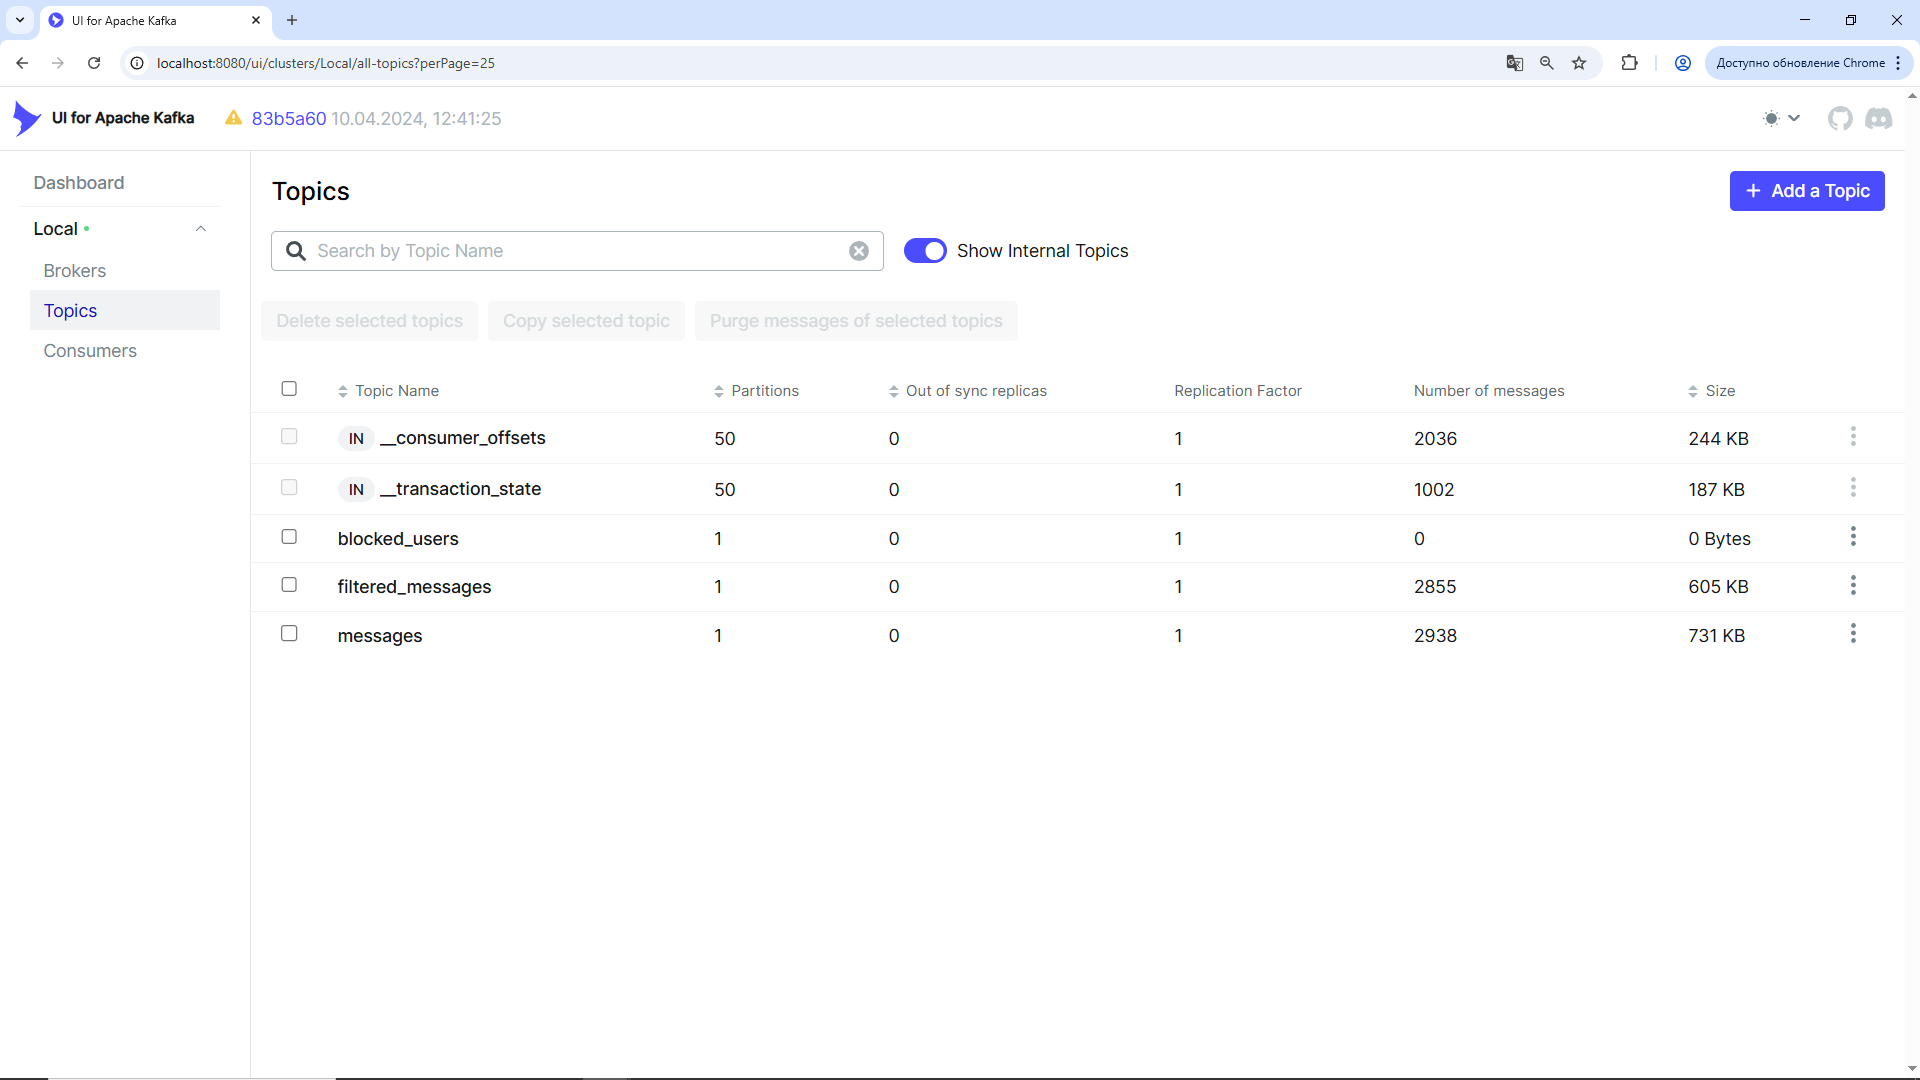 UI for Apache Kafka
localhost:8080/ui/clusters/Local/all-topics?perPage=25
Доступно обновление Chrome
UI for Apache Kafka 83b5a60 10.04.2024, 12:41:25
Dashboard
Local
Brokers
Topics
Consumers
Topics
Add a Topic
Search by Topic Name
Show Internal Topics
Delete selected topics Copy selected topic Purge messages of selected topics
Topic Name Partitions Out of sync replicas Replication Factor Number of messages Size
IN __consumer_offsets 50 0 1 2036 244 KB
IN __transaction_state 50 0 1 1002 187 KB
blocked_users 1 0 1 0 0 Bytes
filtered_messages 1 0 1 2855 605 KB
messages 1 0 1 2938 731 KB